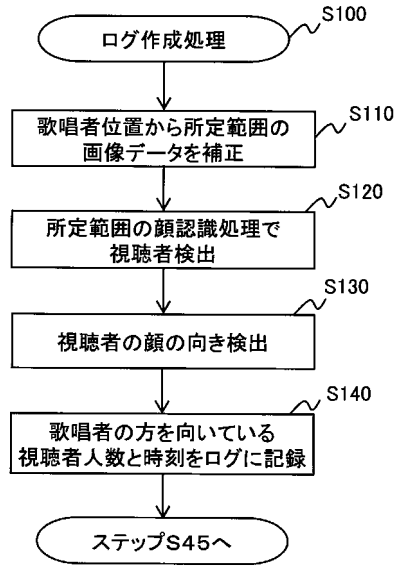 S100
ログ作成処理
S110
歌唱者位置から所定範囲の
画像データを補正
S120
所定範囲の顔認識処理で
視聴者検出
S130
視聴者の顔の向き検出
S140
歌唱者の方を向いている
視聴者人数と時刻をログに記録
ステップS45へ